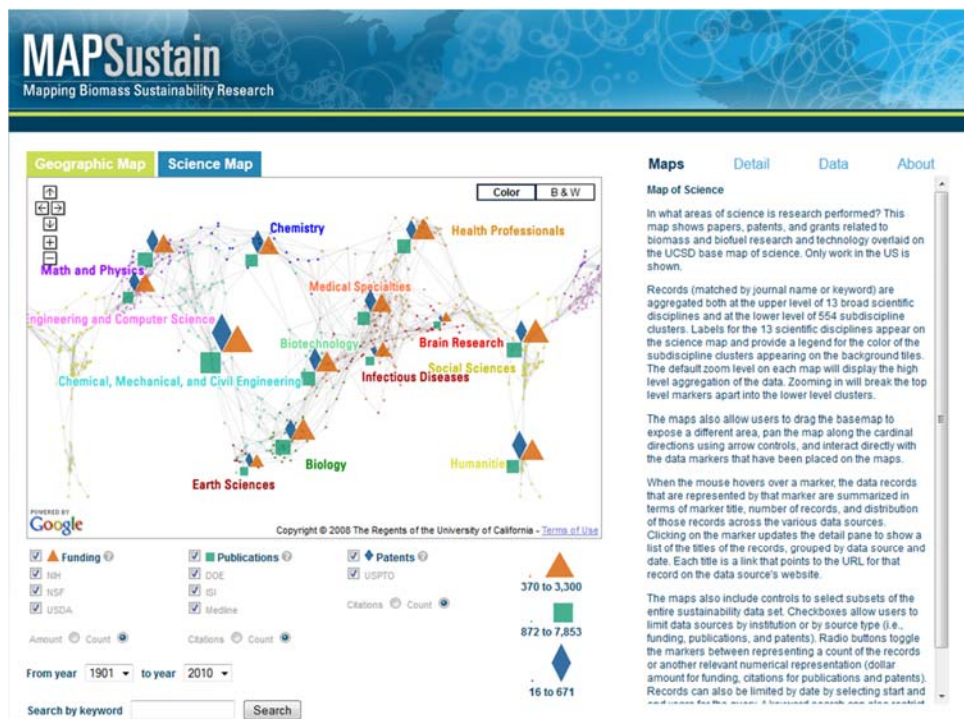 MAPSustain
Mapping Biomass Sustainability Research
Geographic Map
Science Map
Color
B & W
Chemistry
Health Professionals
Math and Physics
Medical Specialties
Engineering and Computer Science
Biotechnology
Brain Research
Social Sciences
Chemical, Mechanical, and Civil Engineering
Infectious Diseases
Biology
Humanities
Earth Sciences
POWERED BY
Google
Copyright © 2008 The Regents of the University of California - Terms of Use
Funding
NIH
NSF
USDA
Amount
Count
Publications
DOE
ISI
Medline
Citations
Count
Patents
USPTO
Citations
Count
370 to 3,300
872 to 7,853
16 to 671
From year 1901 to year 2010
Search by keyword
Search
Maps
Detail
Data
About
Map of Science
In what areas of science is research performed? This
map shows papers, patents, and grants related to
biomass and biofuel research and technology overlaid on
the UCSD base map of science. Only work in the US is
shown.
Records (matched by journal name or keyword) are
aggregated both at the upper level of 13 broad scientific
disciplines and at the lower level of 554 subdiscipline
clusters. Labels for the 13 scientific disciplines appear on
the science map and provide a legend for the color of the
subdiscipline clusters appearing on the background tiles.
The default zoom level on each map will display the high
level aggregation of the data. Zooming in will break the top
level markers apart into the lower level clusters.
The maps also allow users to drag the basemap to
expose a different area, pan the map along the cardinal
directions using arrow controls, and interact directly with
the data markers that have been placed on the maps.
When the mouse hovers over a marker, the data records
that are represented by that marker are summarized in
terms of marker title, number of records, and distribution
of those records across the various data sources.
Clicking on the marker updates the detail pane to show a
list of the titles of the records, grouped by data source and
date. Each title is a link that points to the URL for that
record on the data source's website.
The maps also include controls to select subsets of the
entire sustainability data set. Checkboxes allow users to
limit data sources by institution or by source type (i.e.,
funding, publications, and patents). Radio buttons toggle
the markers between representing a count of the records
or another relevant numerical representation (dollar
amount for funding, citations for publications and patents).
Records can also be limited by date by selecting start and